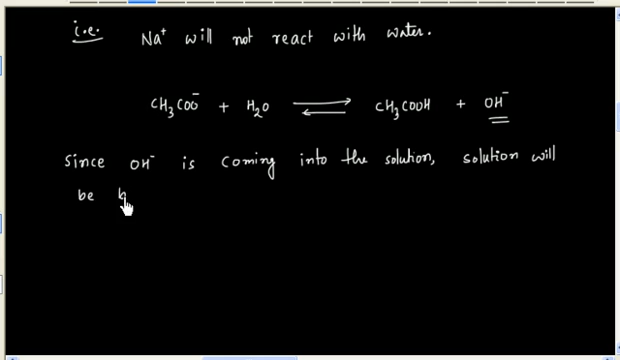 i.e. Na⁺ will not react with water.
CH₃COO⁻ + H₂O ⇌ CH₃COOH + OH⁻
Since OH⁻ is coming into the solution, solution will
be b